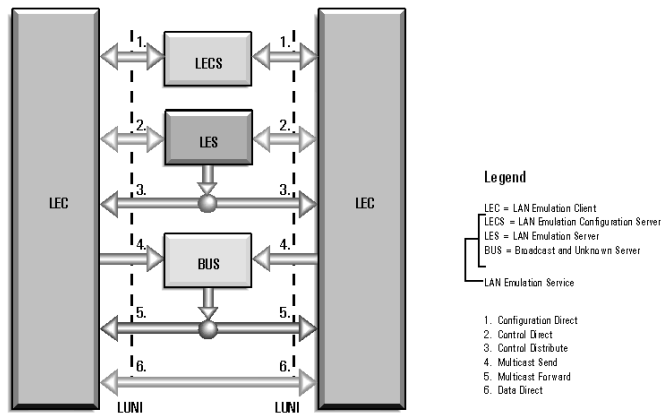 1.
1.
LECS
2.
2.
LES
3.
3.
LEC
LEC
4.
4.
BUS
5.
5.
6.
6.
LUNI
LUNI
Legend
LEC = LAN Emulation Client
LECS = LAN Emulation Configuration Server
LES = LAN Emulation Server
BUS = Broadcast and Unknown Server
LAN Emulation Service
1. Configuration Direct
2. Control Direct
3. Control Distribute
4. Multicast Send
5. Multicast Forward
6. Data Direct